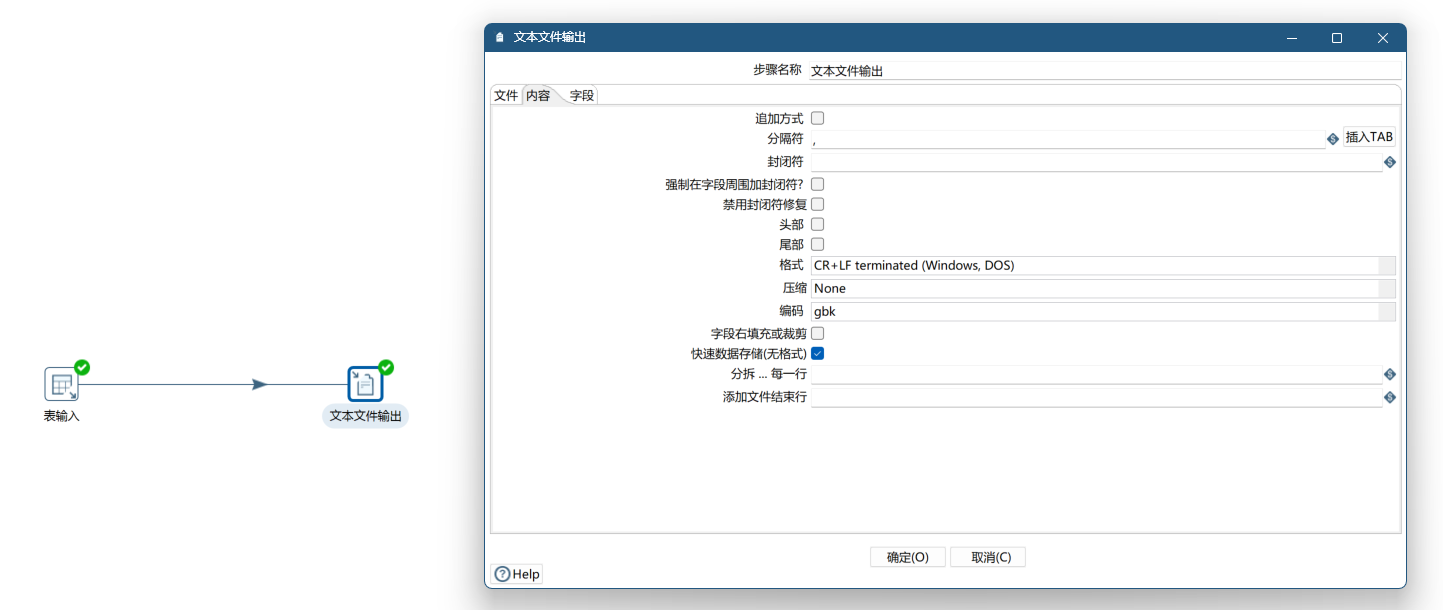 文本文件输出
步骤名称 文本文件输出
文件 内容 字段
追加方式
分隔符 , 插入TAB
封闭符
强制在字段周围加封闭符?
禁用封闭符修复
头部
尾部
格式 CR+LF terminated (Windows, DOS)
压缩 None
编码 gbk
字段右填充或裁剪
快速数据存储(无格式)
分拆 ... 每一行
添加文件结束行
表输入 文本文件输出
确定(O) 取消(C)
Help